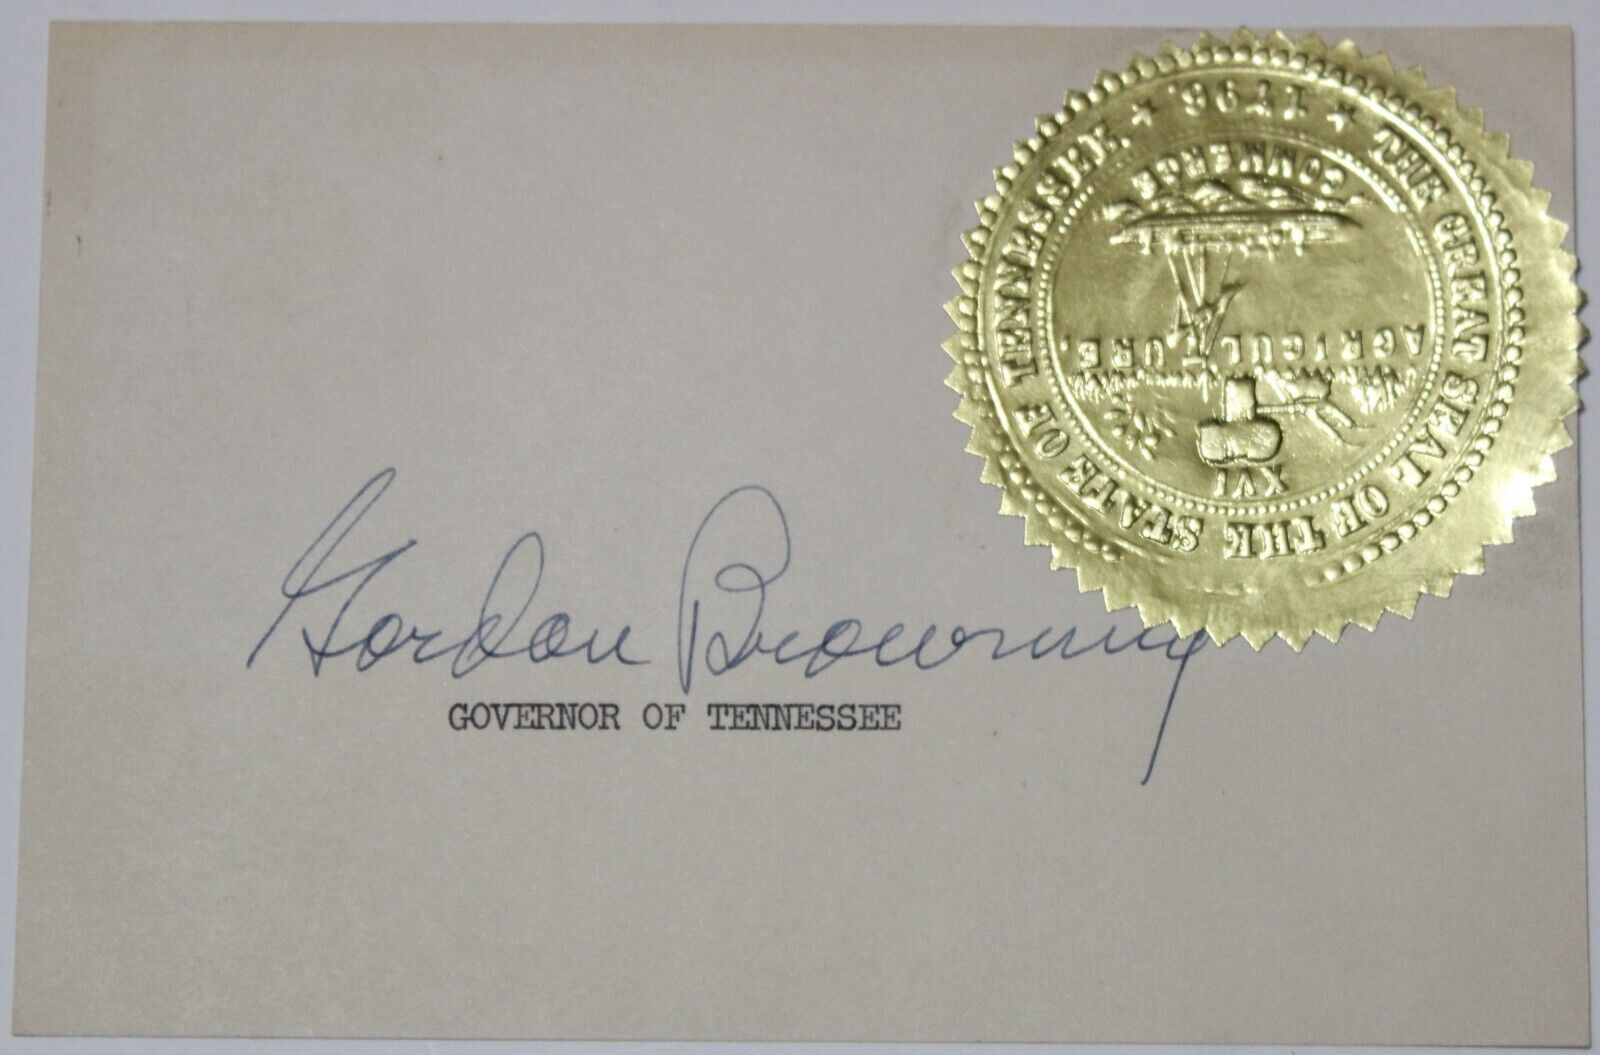 THE GREAT SEAL OF THE STATE OF TENNESSEE ★ 1796. ★
XVI
AGRICULTURE.
COMMERCE
Gordon Browning
GOVERNOR OF TENNESSEE